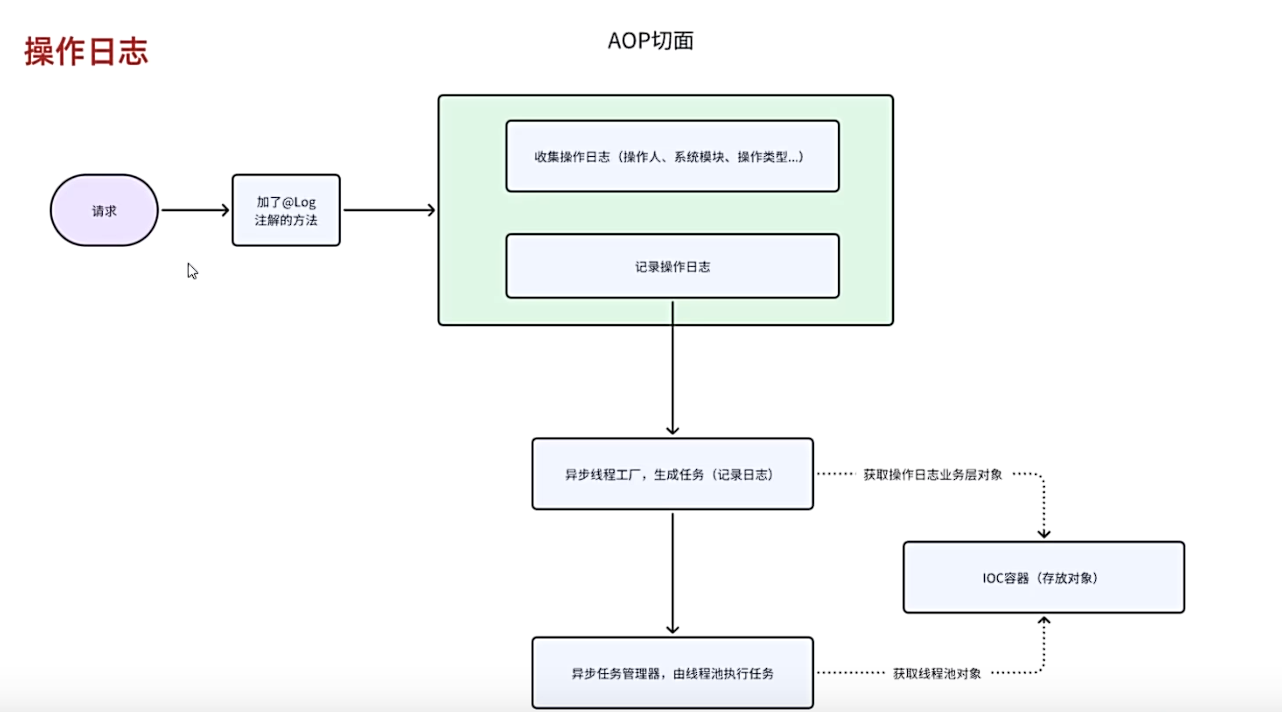 操作日志
AOP切面
收集操作日志（操作人、系统模块、操作类型...）
请求
加了@Log
注解的方法
记录操作日志
异步线程工厂，生成任务（记录日志）
获取操作日志业务层对象
IOC容器（存放对象）
异步任务管理器，由线程池执行任务
获取线程池对象